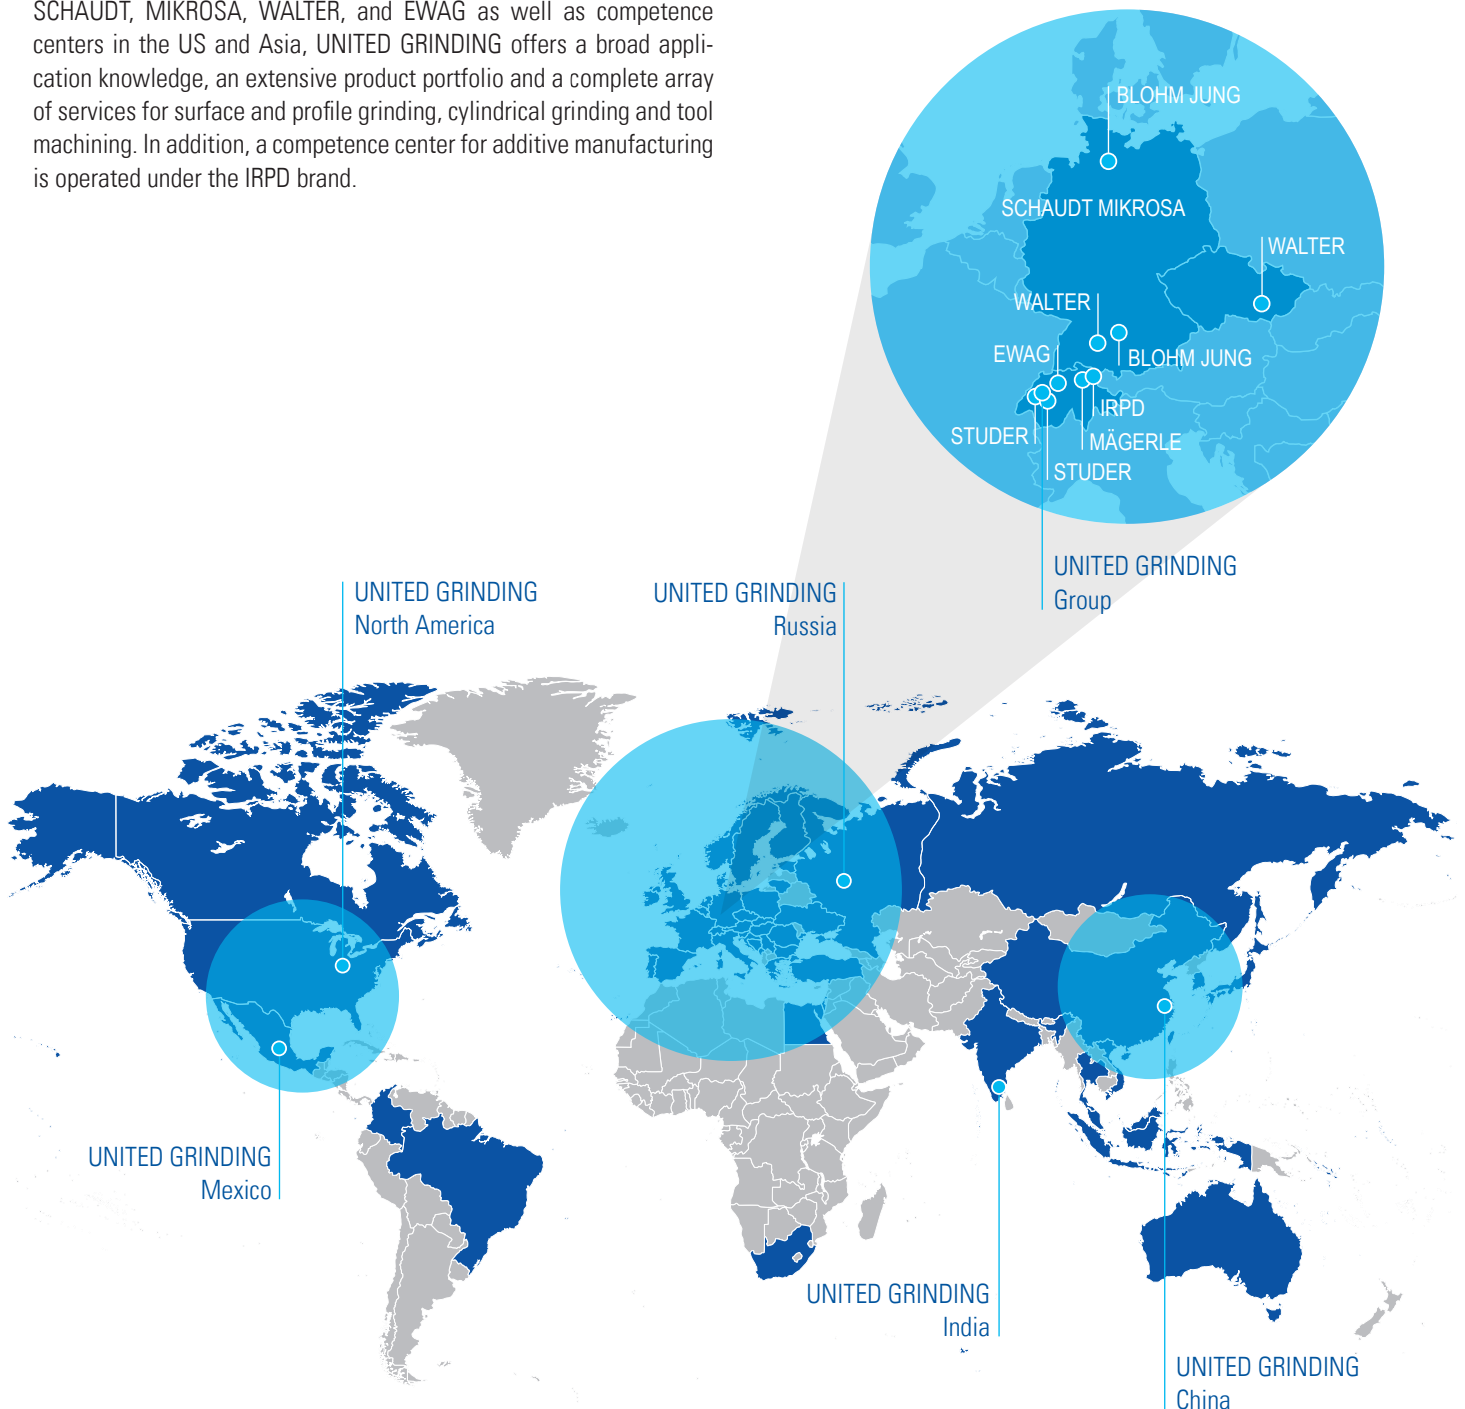 SCHAUDT, MIKROSA, WALTER, and EWAG as well as competence
centers in the US and Asia, UNITED GRINDING offers a broad appli-
cation knowledge, an extensive product portfolio and a complete array
of services for surface and profile grinding, cylindrical grinding and tool
machining. In addition, a competence center for additive manufacturing
is operated under the IRPD brand.
BLOHM JUNG
SCHAUDT MIKROSA
WALTER
WALTER
EWAG
BLOHM JUNG
IRPD
STUDER
MÄGERLE
STUDER
UNITED GRINDING
Group
UNITED GRINDING
North America
UNITED GRINDING
Russia
UNITED GRINDING
Mexico
UNITED GRINDING
India
UNITED GRINDING
China